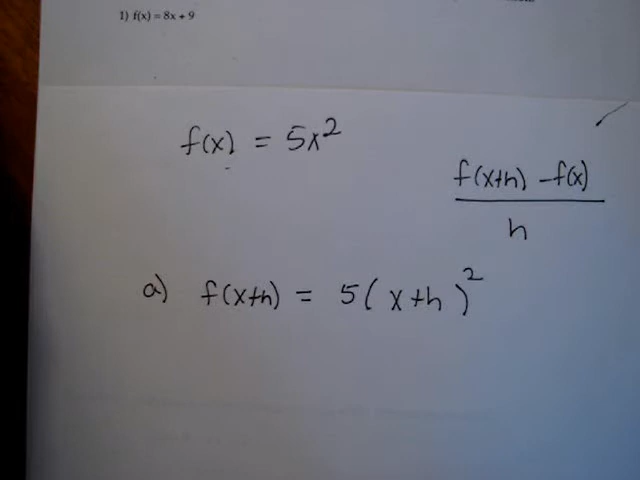 1) f(x) = 8x + 9
f(x) = 5x²
f(x+h) - f(x)
h
a) f(x+h) = 5(x+h)²